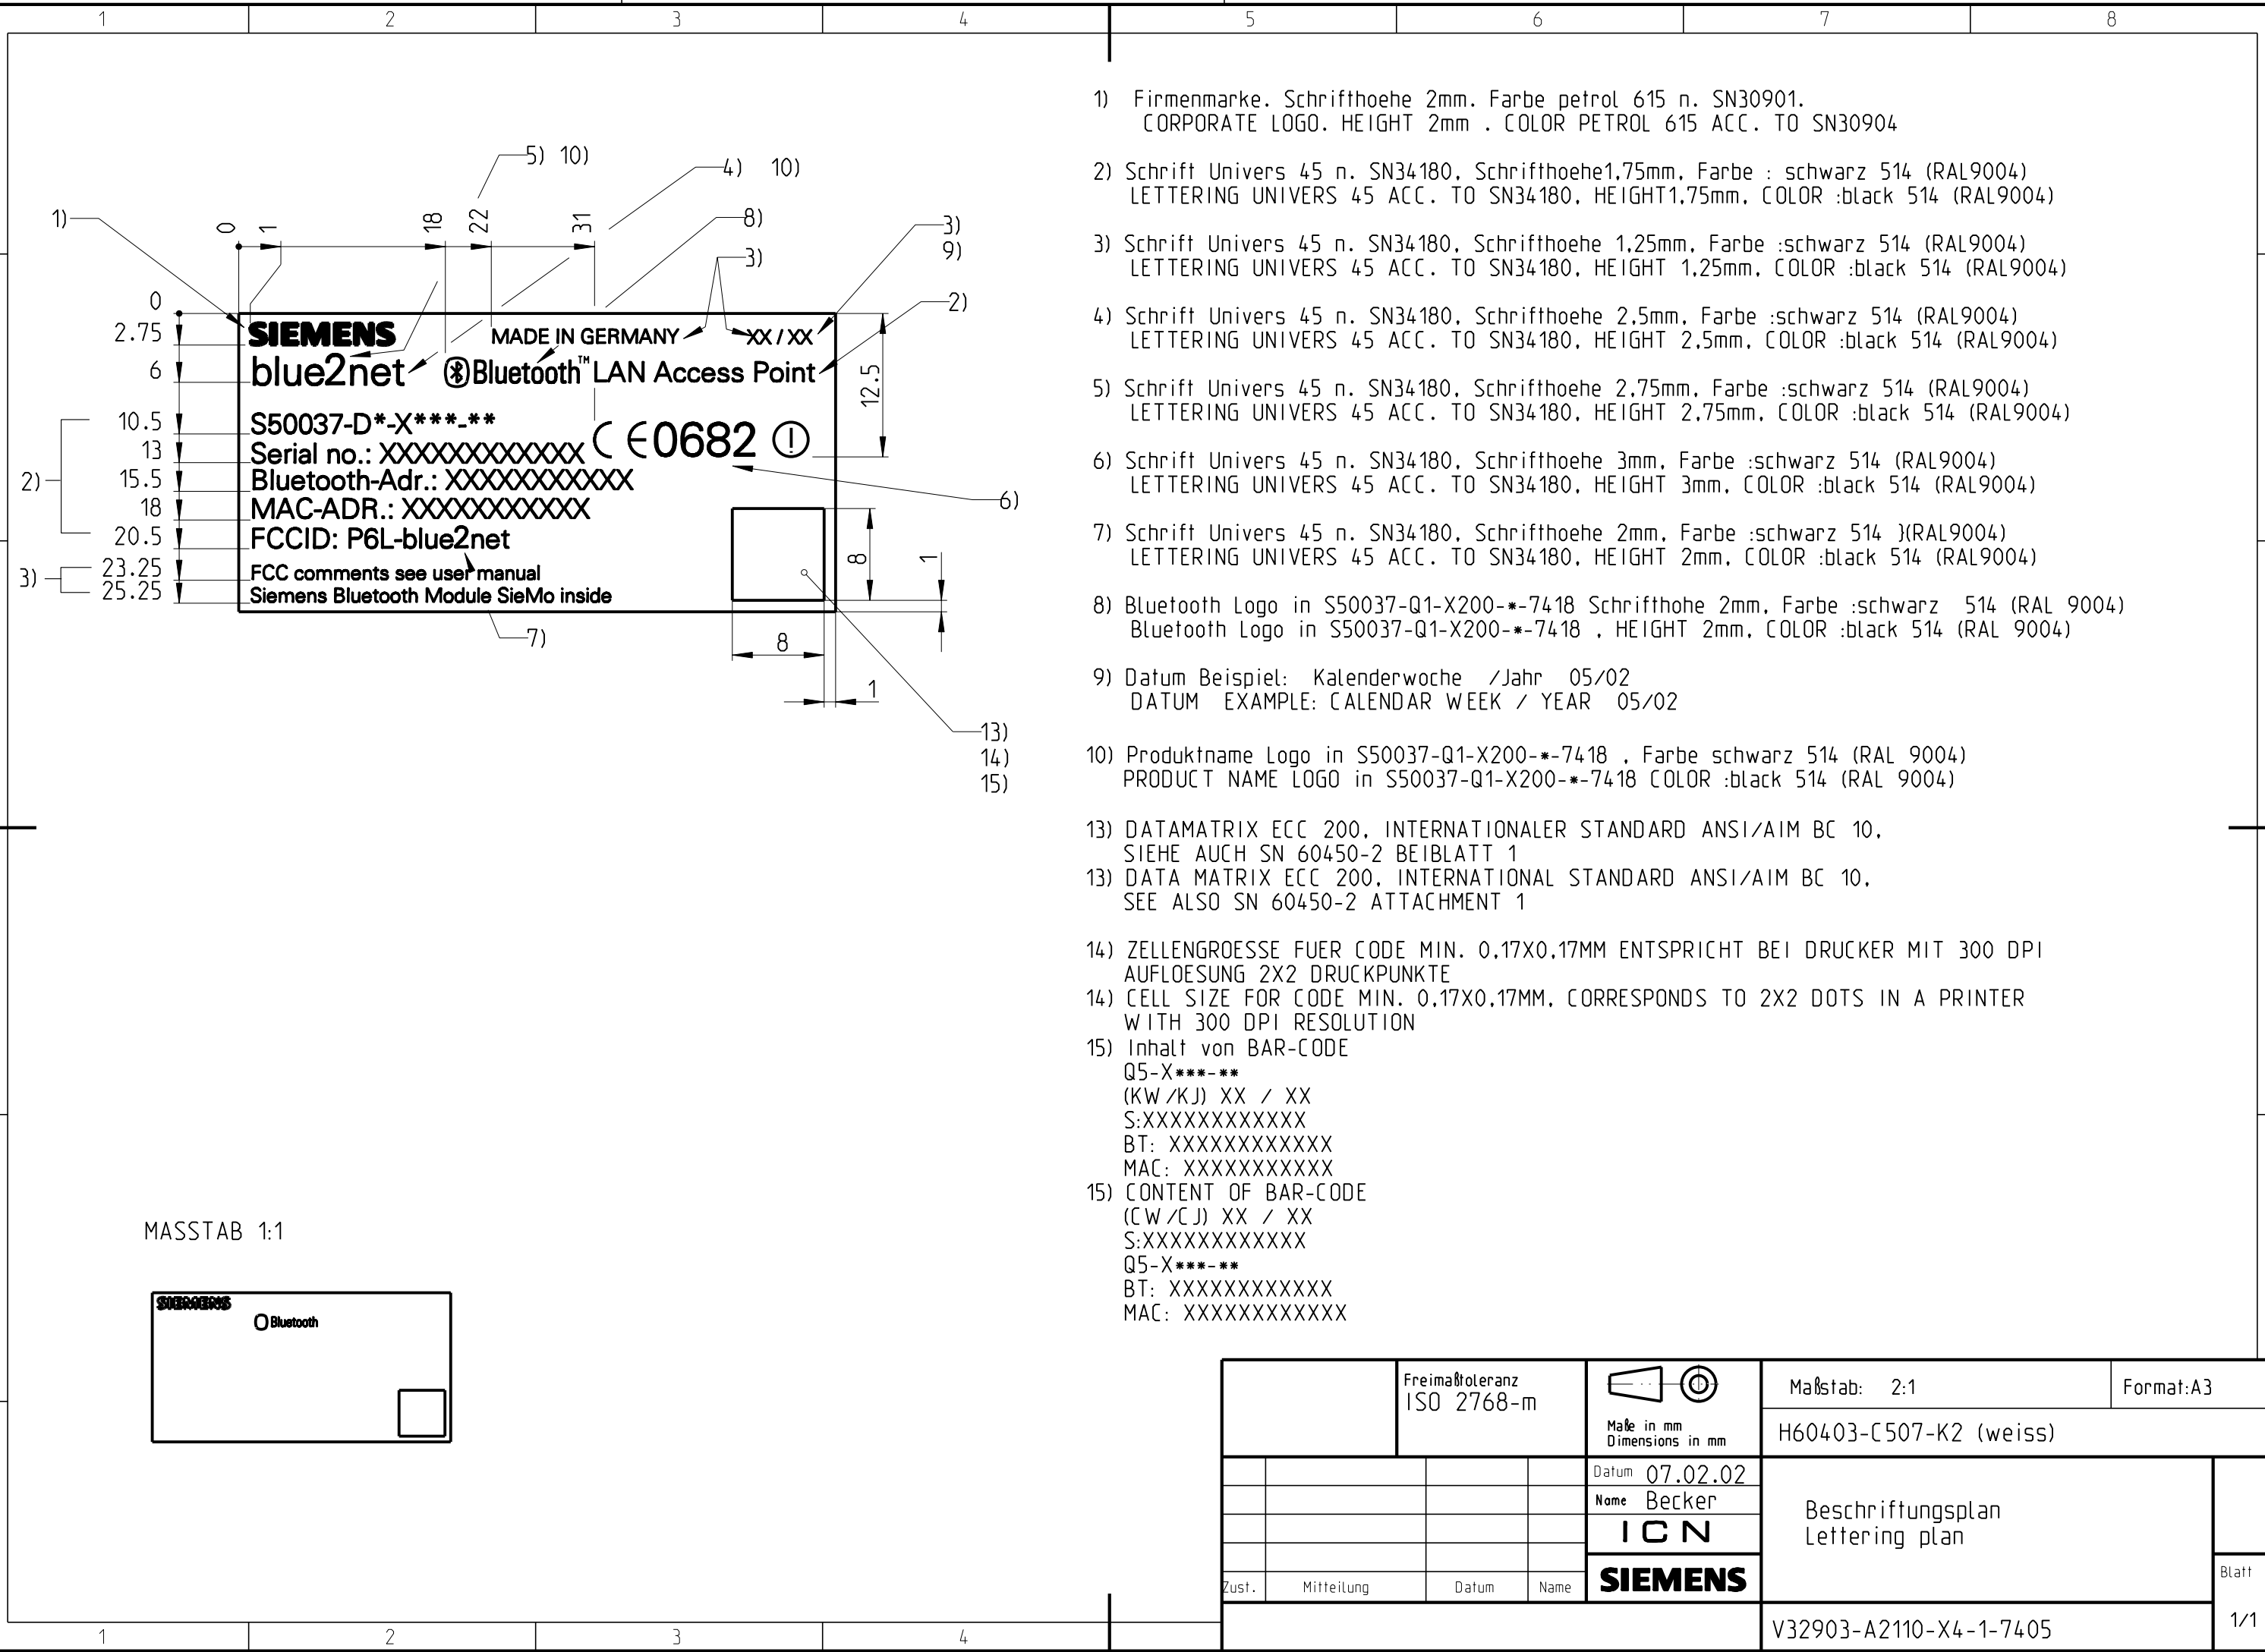 1 2 3 4 5 6 7 8
5) 10)
4) 10)
1)
8)
3)
9)
3)
2)
0 1 18 22 31
0
2.75
6
10.5
13
15.5
18
20.5
23.25
25.25
2)
3)
SIEMENS MADE IN GERMANY XX / XX
blue2net Bluetooth™ LAN Access Point
S50037-D*-X***-**
CE0682
Serial no.: XXXXXXXXXXXX
Bluetooth-Adr.: XXXXXXXXXXX
MAC-ADR.: XXXXXXXXXXX
FCCID: P6L-blue2net
FCC comments see user manual
Siemens Bluetooth Module SieMo inside
12.5
6)
8
1
7)
8
1
13)
14)
15)
1) Firmenmarke. Schrifthoehe 2mm. Farbe petrol 615 n. SN30901.
CORPORATE LOGO. HEIGHT 2mm . COLOR PETROL 615 ACC. TO SN30904
2) Schrift Univers 45 n. SN34180, Schrifthoehe1,75mm, Farbe : schwarz 514 (RAL9004)
LETTERING UNIVERS 45 ACC. TO SN34180, HEIGHT1,75mm, COLOR :black 514 (RAL9004)
3) Schrift Univers 45 n. SN34180, Schrifthoehe 1,25mm, Farbe :schwarz 514 (RAL9004)
LETTERING UNIVERS 45 ACC. TO SN34180, HEIGHT 1,25mm, COLOR :black 514 (RAL9004)
4) Schrift Univers 45 n. SN34180, Schrifthoehe 2,5mm, Farbe :schwarz 514 (RAL9004)
LETTERING UNIVERS 45 ACC. TO SN34180, HEIGHT 2,5mm, COLOR :black 514 (RAL9004)
5) Schrift Univers 45 n. SN34180, Schrifthoehe 2,75mm, Farbe :schwarz 514 (RAL9004)
LETTERING UNIVERS 45 ACC. TO SN34180, HEIGHT 2,75mm, COLOR :black 514 (RAL9004)
6) Schrift Univers 45 n. SN34180, Schrifthoehe 3mm, Farbe :schwarz 514 (RAL9004)
LETTERING UNIVERS 45 ACC. TO SN34180, HEIGHT 3mm, COLOR :black 514 (RAL9004)
7) Schrift Univers 45 n. SN34180, Schrifthoehe 2mm, Farbe :schwarz 514 }(RAL9004)
LETTERING UNIVERS 45 ACC. TO SN34180, HEIGHT 2mm, COLOR :black 514 (RAL9004)
8) Bluetooth Logo in S50037-Q1-X200-*-7418 Schrifthohe 2mm, Farbe :schwarz 514 (RAL 9004)
Bluetooth Logo in S50037-Q1-X200-*-7418 , HEIGHT 2mm, COLOR :black 514 (RAL 9004)
9) Datum Beispiel: Kalenderwoche /Jahr 05/02
DATUM EXAMPLE: CALENDAR WEEK / YEAR 05/02
10) Produktname Logo in S50037-Q1-X200-*-7418 , Farbe schwarz 514 (RAL 9004)
PRODUCT NAME LOGO in S50037-Q1-X200-*-7418 COLOR :black 514 (RAL 9004)
13) DATAMATRIX ECC 200, INTERNATIONALER STANDARD ANSI/AIM BC 10,
SIEHE AUCH SN 60450-2 BEIBLATT 1
13) DATA MATRIX ECC 200, INTERNATIONAL STANDARD ANSI/AIM BC 10,
SEE ALSO SN 60450-2 ATTACHMENT 1
14) ZELLENGROESSE FUER CODE MIN. 0,17X0,17MM ENTSPRICHT BEI DRUCKER MIT 300 DPI
AUFLOESUNG 2X2 DRUCKPUNKTE
14) CELL SIZE FOR CODE MIN. 0,17X0,17MM, CORRESPONDS TO 2X2 DOTS IN A PRINTER
WITH 300 DPI RESOLUTION
15) Inhalt von BAR-CODE
Q5-X***-**
(KW/KJ) XX / XX
S:XXXXXXXXXXXX
BT: XXXXXXXXXXXX
MAC: XXXXXXXXXXX
15) CONTENT OF BAR-CODE
(CW/CJ) XX / XX
S:XXXXXXXXXXXX
Q5-X***-**
BT: XXXXXXXXXXXX
MAC: XXXXXXXXXXXX
MASSTAB 1:1
Bluetooth
Freimaßtoleranz
ISO 2768-m
Maße in mm
Dimensions in mm
Maßstab: 2:1
Format:A3
H60403-C507-K2 (weiss)
Datum 07.02.02
Name Becker
ICN
SIEMENS
Beschriftungsplan
Lettering plan
Zust. Mitteilung Datum Name
Blatt
1/1
V32903-A2110-X4-1-7405
1 2 3 4